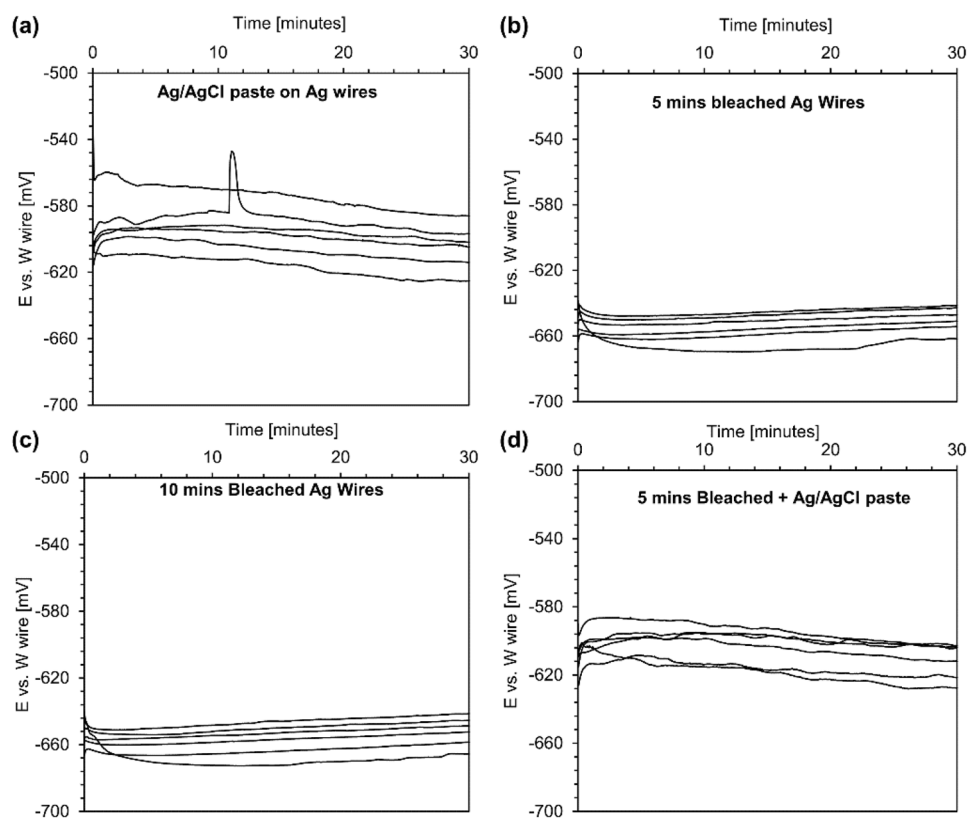 (a)
Time [minutes]
0 10 20 30
-500
-540
-580
-620
-660
-700
E vs. W wire [mV]
Ag/AgCl paste on Ag wires
(b)
Time [minutes]
0 10 20 30
-500
-540
-580
-620
-660
-700
E vs. W wire [mV]
5 mins bleached Ag Wires
(c)
Time [minutes]
0 10 20 30
-500
-540
-580
-620
-660
-700
E vs. W wire [mV]
10 mins Bleached Ag Wires
(d)
Time [minutes]
0 10 20 30
-500
-540
-580
-620
-660
-700
E vs. W wire [mV]
5 mins Bleached + Ag/AgCl paste